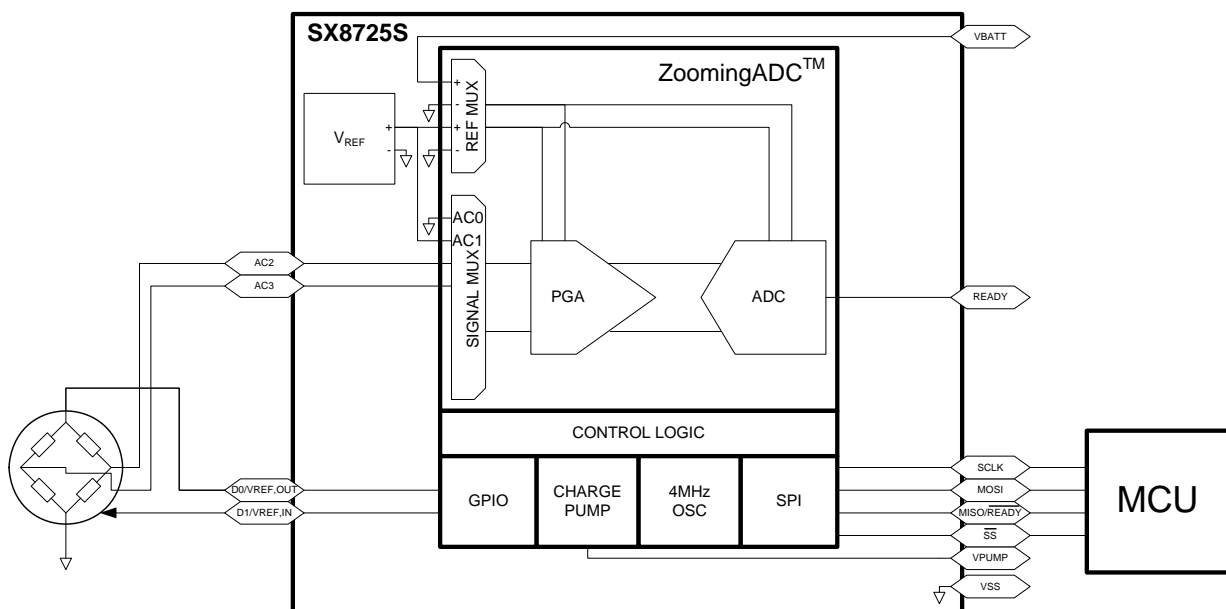 SX8725S
VBATT
ZoomingADC™
+
-
+
-
REF MUX
VREF
+
-
AC0
AC1
SIGNAL MUX
AC2
AC3
PGA
ADC
READY
CONTROL LOGIC
D0/VREF,OUT
D1/VREF,IN
GPIO
CHARGE
PUMP
4MHz
OSC
SPI
SCLK
MOSI
MISO/READY
SS
VPUMP
VSS
MCU